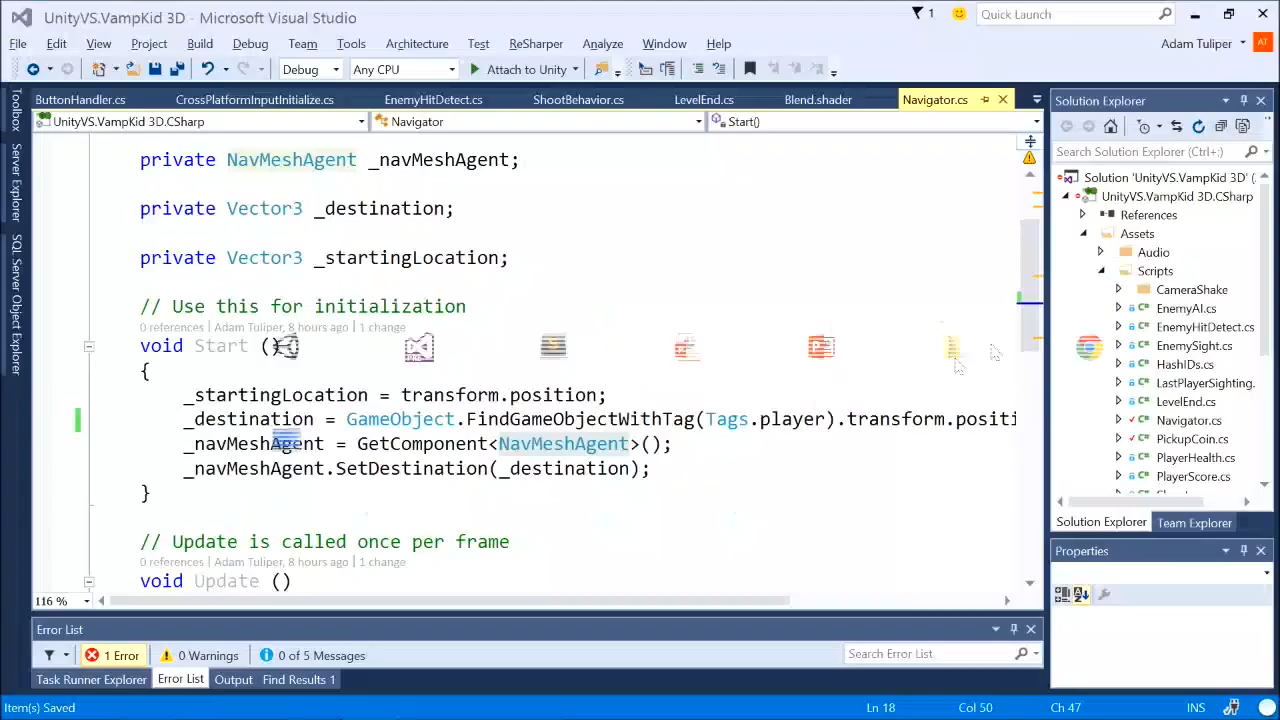 UnityVS.VampKid 3D - Microsoft Visual Studio
1
Quick Launch
File Edit View Project Build Debug Team Tools Architecture Test ReSharper Analyze Window Help
Adam Tuliper
AT
Debug
Any CPU
Attach to Unity
ButtonHandler.cs
CrossPlatformInputInitialize.cs
EnemyHitDetect.cs
ShootBehavior.cs
LevelEnd.cs
Blend.shader
Navigator.cs
UnityVS.VampKid 3D.CSharp
Navigator
Start()
Toolbox
Server Explorer
SQL Server Object Explorer
private NavMeshAgent _navMeshAgent;
private Vector3 _destination;
private Vector3 _startingLocation;
// Use this for initialization
0 references | Adam Tuliper, 8 hours ago | 1 change
void Start ()
{
_startingLocation = transform.position;
_destination = GameObject.FindGameObjectWithTag(Tags.player).transform.positi
_navMeshAgent = GetComponent<NavMeshAgent>();
_navMeshAgent.SetDestination(_destination);
}
// Update is called once per frame
0 references | Adam Tuliper, 8 hours ago | 1 change
void Update ()
116 %
Solution Explorer
Search Solution Explorer (Ctrl+;)
Solution 'UnityVS.VampKid 3D' (
UnityVS.VampKid 3D.CSharp
References
Assets
Audio
Scripts
CameraShake
EnemyAI.cs
EnemyHitDetect.cs
EnemySight.cs
HashIDs.cs
LastPlayerSighting.
LevelEnd.cs
Navigator.cs
PickupCoin.cs
PlayerHealth.cs
PlayerScore.cs
Solution Explorer
Team Explorer
Properties
Error List
1 Error
0 Warnings
0 of 5 Messages
Search Error List
Task Runner Explorer
Error List
Output
Find Results 1
Item(s) Saved
Ln 18
Col 50
Ch 47
INS